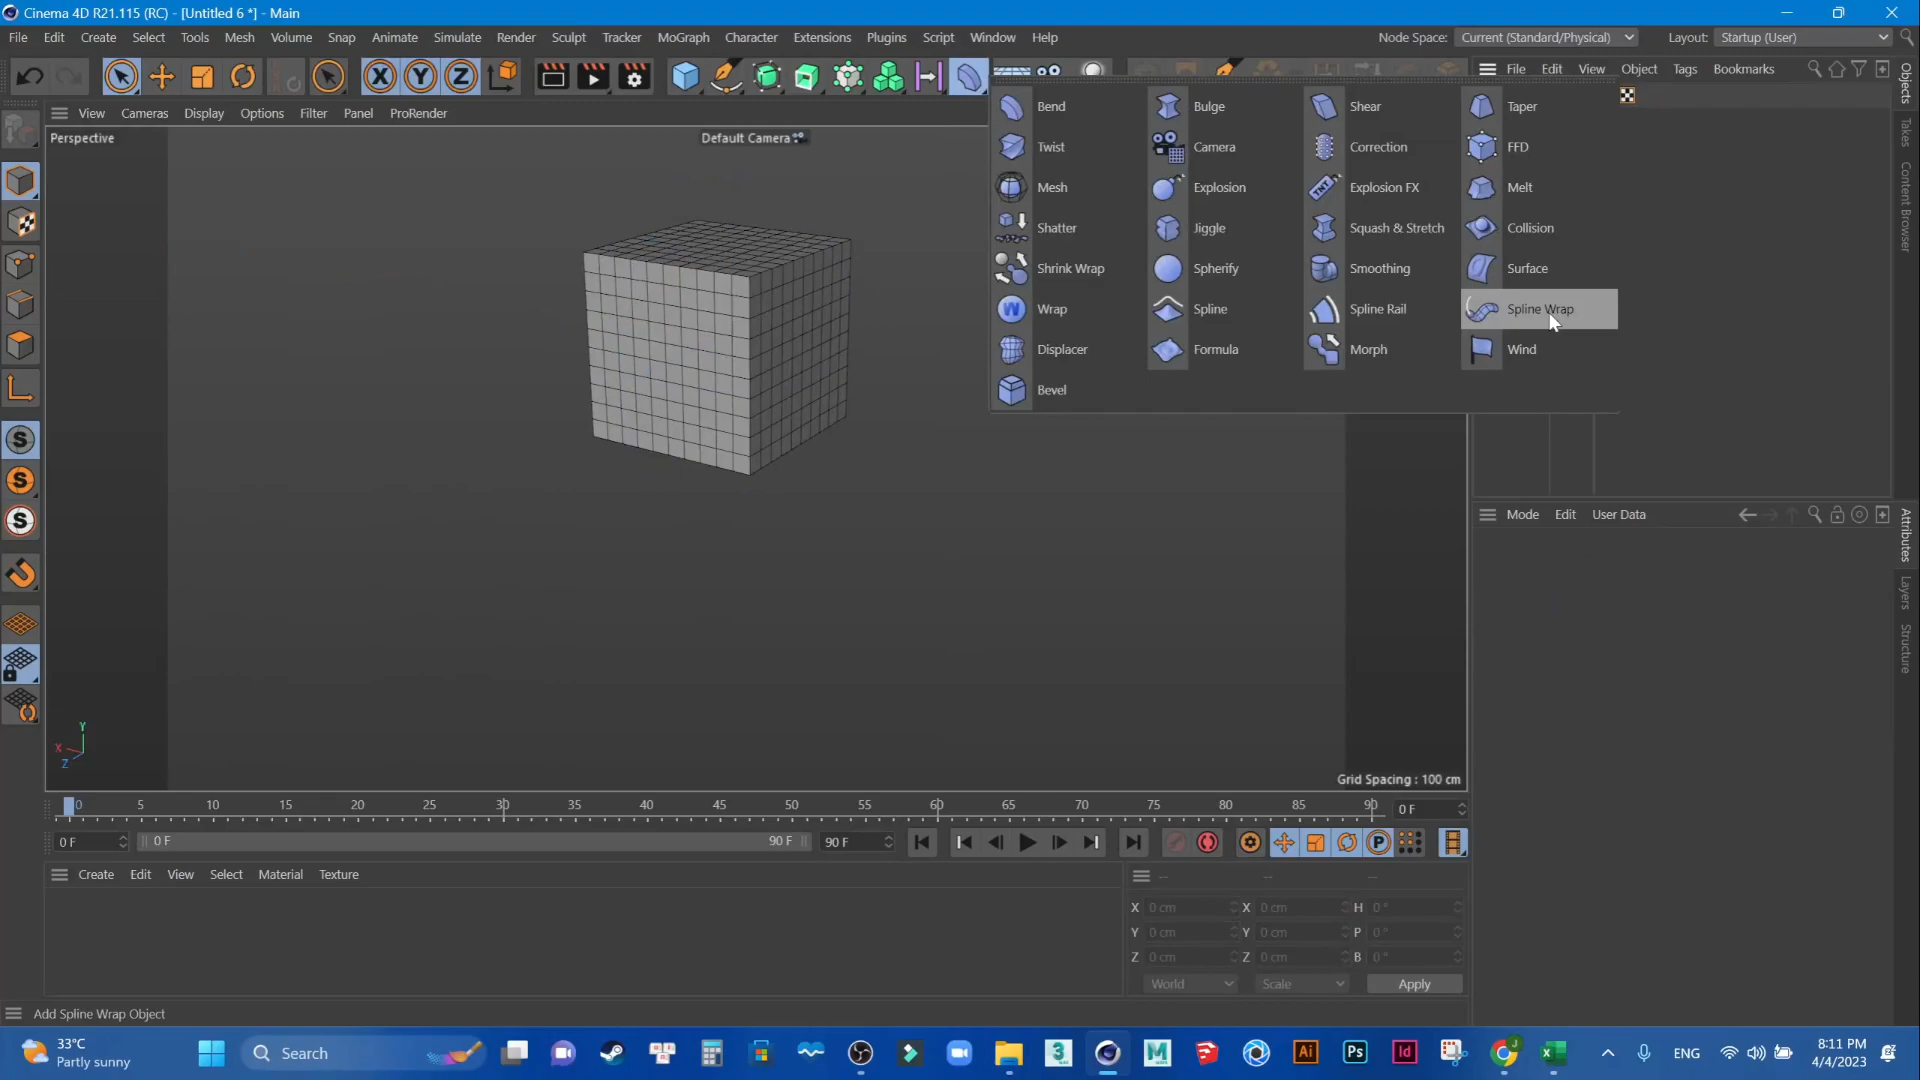 Cinema 4D R21.115 (RC) - [Untitled 6 *] - Main
File Edit Create Select Tools Mesh Volume Snap Animate Simulate Render Sculpt Tracker MoGraph Character Extensions Plugins Script Window Help
Node Space: Current (Standard/Physical) Layout: Startup (User)
X Y Z
File Edit View Object Tags Bookmarks
View Cameras Display Options Filter Panel ProRender
Perspective
Default Camera
Bend Bulge Shear Taper
Twist Camera Correction FFD
Mesh Explosion Explosion FX Melt
Shatter Jiggle Squash & Stretch Collision
Shrink Wrap Spherify Smoothing Surface
Wrap Spline Spline Rail Spline Wrap
Displacer Formula Morph Wind
Bevel
Objects
Takes
Content Browser
Mode Edit User Data
Attributes
Layers
Structure
Y
X
Z
Grid Spacing : 100 cm
0 5 10 15 20 25 30 35 40 45 50 55 60 65 70 75 80 85 90 0 F
0 F 0 F 90 F 90 F
Create Edit View Select Material Texture
-- -- --
X 0 cm X 0 cm H 0 °
Y 0 cm Y 0 cm P 0 °
Z 0 cm Z 0 cm B 0 °
World Scale Apply
Add Spline Wrap Object
33°C
Partly sunny
Search
ENG
8:11 PM
4/4/2023